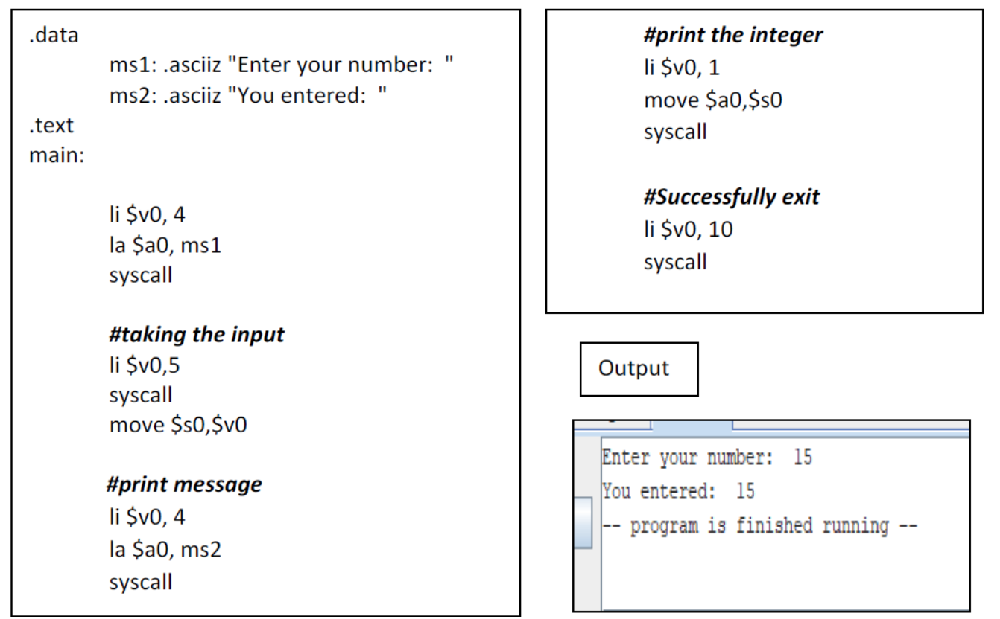 .data
ms1: .asciiz "Enter your number:  "
ms2: .asciiz "You entered:  "
.text
main:
li $v0, 4
la $a0, ms1
syscall
#taking the input
li $v0,5
syscall
move $s0,$v0
#print message
li $v0, 4
la $a0, ms2
syscall
#print the integer
li $v0, 1
move $a0,$s0
syscall
#Successfully exit
li $v0, 10
syscall
Output
Enter your number:  15
You entered:  15
-- program is finished running --